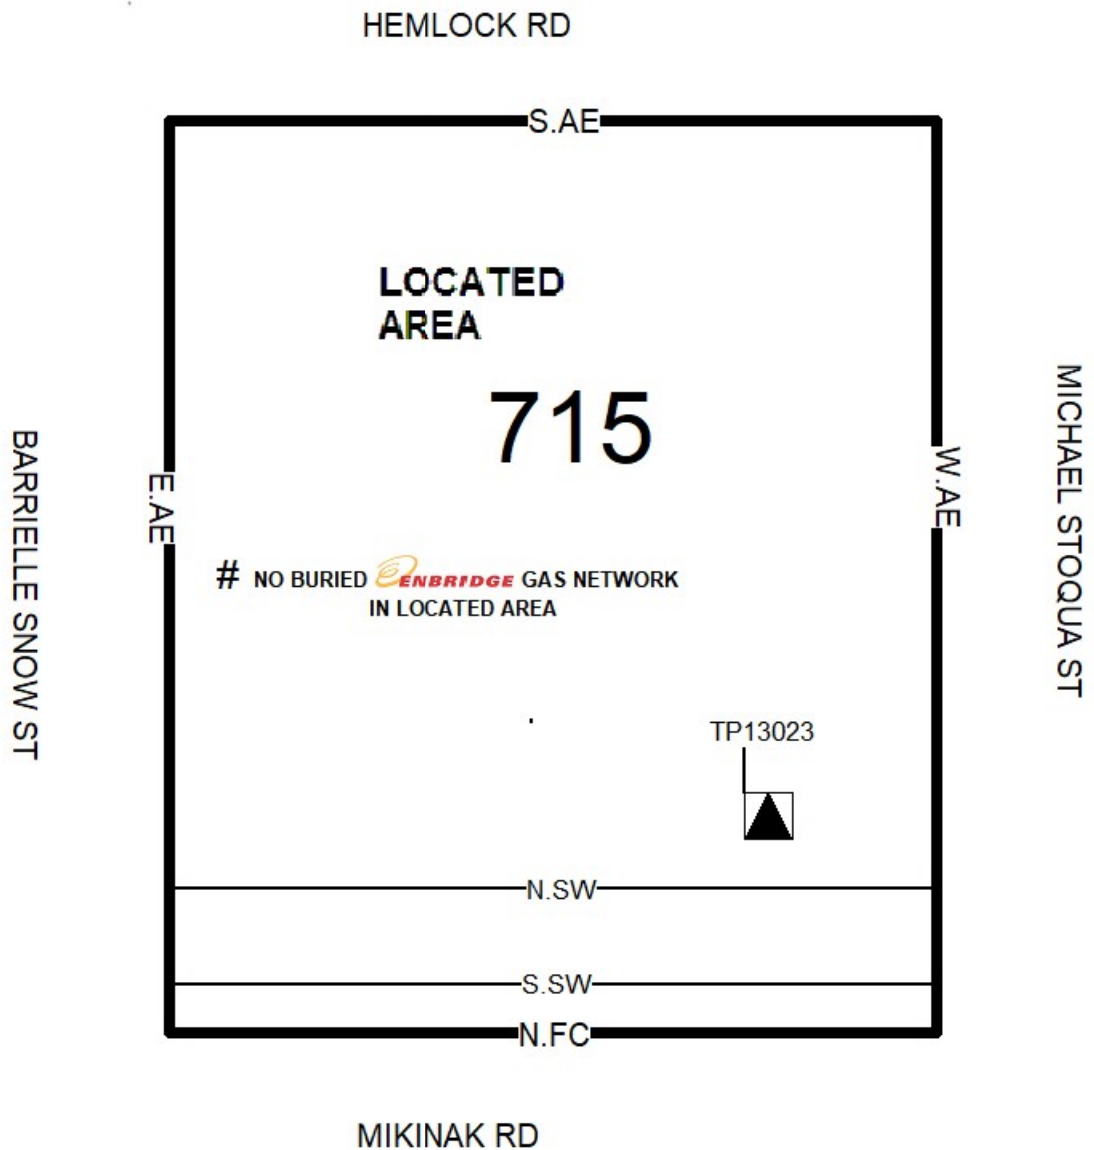 HEMLOCK RD
S.AE
LOCATED
AREA
715
BARRIELLE SNOW ST
E.AE
W.AE
MICHAEL STOQUA ST
# NO BURIED ENBRIDGE GAS NETWORK
IN LOCATED AREA
TP13023
N.SW
S.SW
N.FC
MIKINAK RD